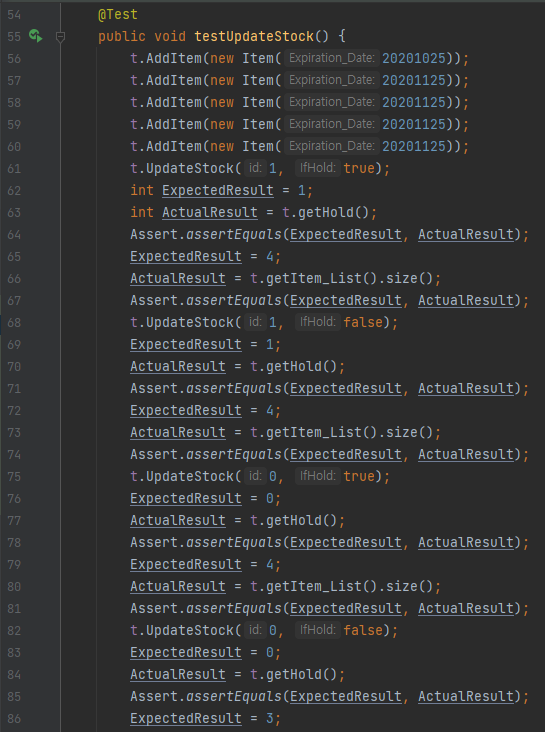 54 @Test
55 public void testUpdateStock() {
56 t.AddItem(new Item( Expiration_Date: 20201025));
57 t.AddItem(new Item( Expiration_Date: 20201125));
58 t.AddItem(new Item( Expiration_Date: 20201125));
59 t.AddItem(new Item( Expiration_Date: 20201125));
60 t.AddItem(new Item( Expiration_Date: 20201125));
61 t.UpdateStock( id: 1, IfHold: true);
62 int ExpectedResult = 1;
63 int ActualResult = t.getHold();
64 Assert.assertEquals(ExpectedResult, ActualResult);
65 ExpectedResult = 4;
66 ActualResult = t.getItem_List().size();
67 Assert.assertEquals(ExpectedResult, ActualResult);
68 t.UpdateStock( id: 1, IfHold: false);
69 ExpectedResult = 1;
70 ActualResult = t.getHold();
71 Assert.assertEquals(ExpectedResult, ActualResult);
72 ExpectedResult = 4;
73 ActualResult = t.getItem_List().size();
74 Assert.assertEquals(ExpectedResult, ActualResult);
75 t.UpdateStock( id: 0, IfHold: true);
76 ExpectedResult = 0;
77 ActualResult = t.getHold();
78 Assert.assertEquals(ExpectedResult, ActualResult);
79 ExpectedResult = 4;
80 ActualResult = t.getItem_List().size();
81 Assert.assertEquals(ExpectedResult, ActualResult);
82 t.UpdateStock( id: 0, IfHold: false);
83 ExpectedResult = 0;
84 ActualResult = t.getHold();
85 Assert.assertEquals(ExpectedResult, ActualResult);
86 ExpectedResult = 3;